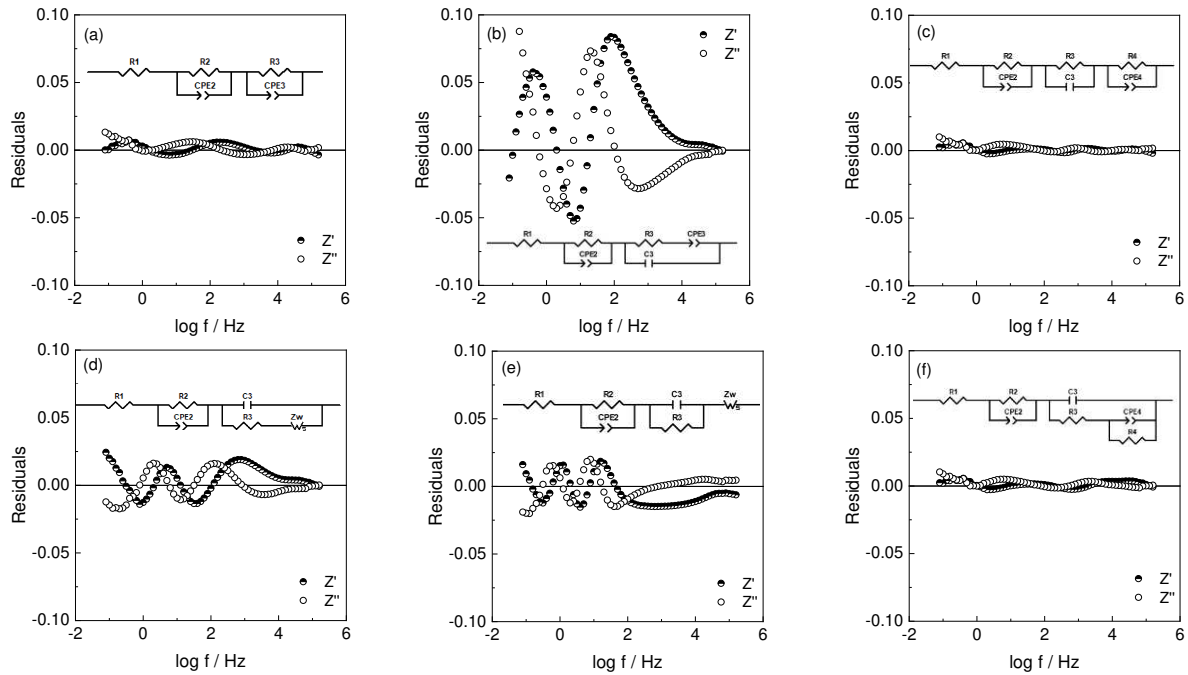 (a)
R1 R2 R3
CPE2 CPE3
Z'
Z"
Residuals
0.10
0.05
0.00
-0.05
-0.10
-2 0 2 4 6
log f / Hz
(b)
Z'
Z"
R1 R2 R3 CPE3
CPE2 C3
Residuals
0.10
0.05
0.00
-0.05
-0.10
-2 0 2 4 6
log f / Hz
(c)
R1 R2 R3 R4
CPE2 C3 CPE4
Z'
Z"
Residuals
0.10
0.05
0.00
-0.05
-0.10
-2 0 2 4 6
log f / Hz
(d)
R1 R2 C3
CPE2 R3 Zw
s
Z'
Z"
Residuals
0.10
0.05
0.00
-0.05
-0.10
-2 0 2 4 6
log f / Hz
(e)
R1 R2 C3 Zw
CPE2 R3 s
Z'
Z"
Residuals
0.10
0.05
0.00
-0.05
-0.10
-2 0 2 4 6
log f / Hz
(f)
R1 R2 C3
CPE2 R3 CPE4
R4
Z'
Z"
Residuals
0.10
0.05
0.00
-0.05
-0.10
-2 0 2 4 6
log f / Hz